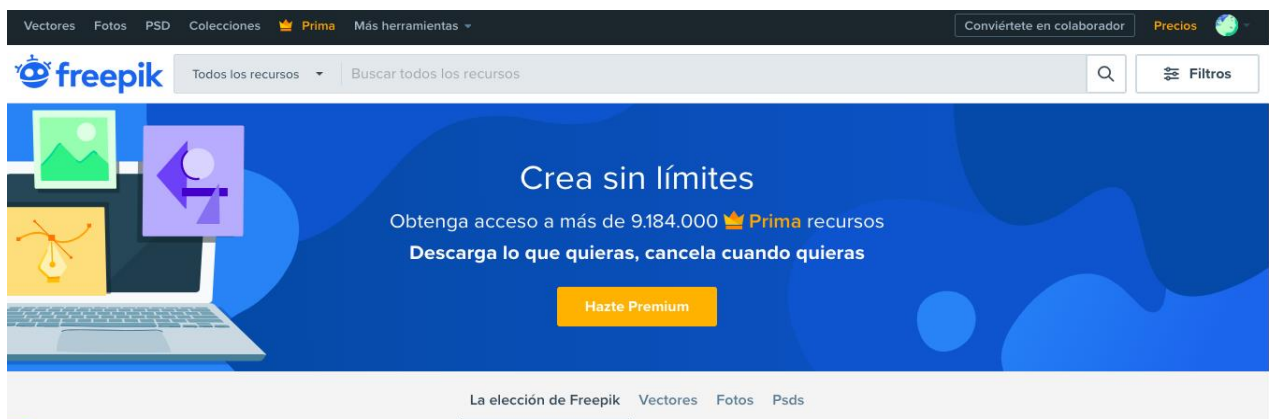 Vectores Fotos PSD Colecciones Prima Más herramientas Conviértete en colaborador Precios
freepik Todos los recursos Buscar todos los recursos Filtros
Crea sin límites
Obtenga acceso a más de 9.184.000 Prima recursos
Descarga lo que quieras, cancela cuando quieras
Hazte Premium
La elección de Freepik Vectores Fotos Psds